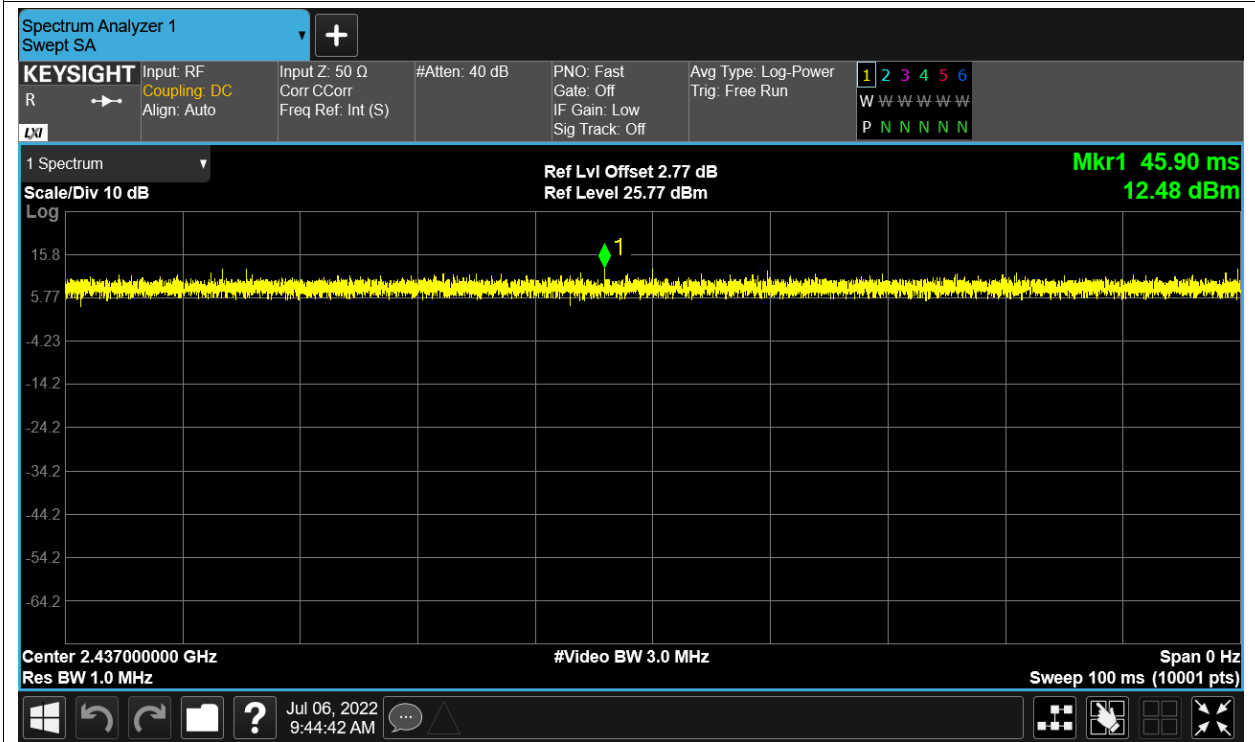 Spectrum Analyzer 1
Swept SA
+
KEYSIGHT
R
LXI
Input: RF
Coupling: DC
Align: Auto
Input Z: 50 Ω
Corr CCorr
Freq Ref: Int (S)
#Atten: 40 dB
PNO: Fast
Gate: Off
IF Gain: Low
Sig Track: Off
Avg Type: Log-Power
Trig: Free Run
1 2 3 4 5 6
W W W W W W
P N N N N N
1 Spectrum
Scale/Div 10 dB
Ref Lvl Offset 2.77 dB
Ref Level 25.77 dBm
Mkr1 45.90 ms
12.48 dBm
Log
1
15.8
5.77
-4.23
-14.2
-24.2
-34.2
-44.2
-54.2
-64.2
Center 2.437000000 GHz
Res BW 1.0 MHz
#Video BW 3.0 MHz
Span 0 Hz
Sweep 100 ms (10001 pts)
?
Jul 06, 2022
9:44:42 AM